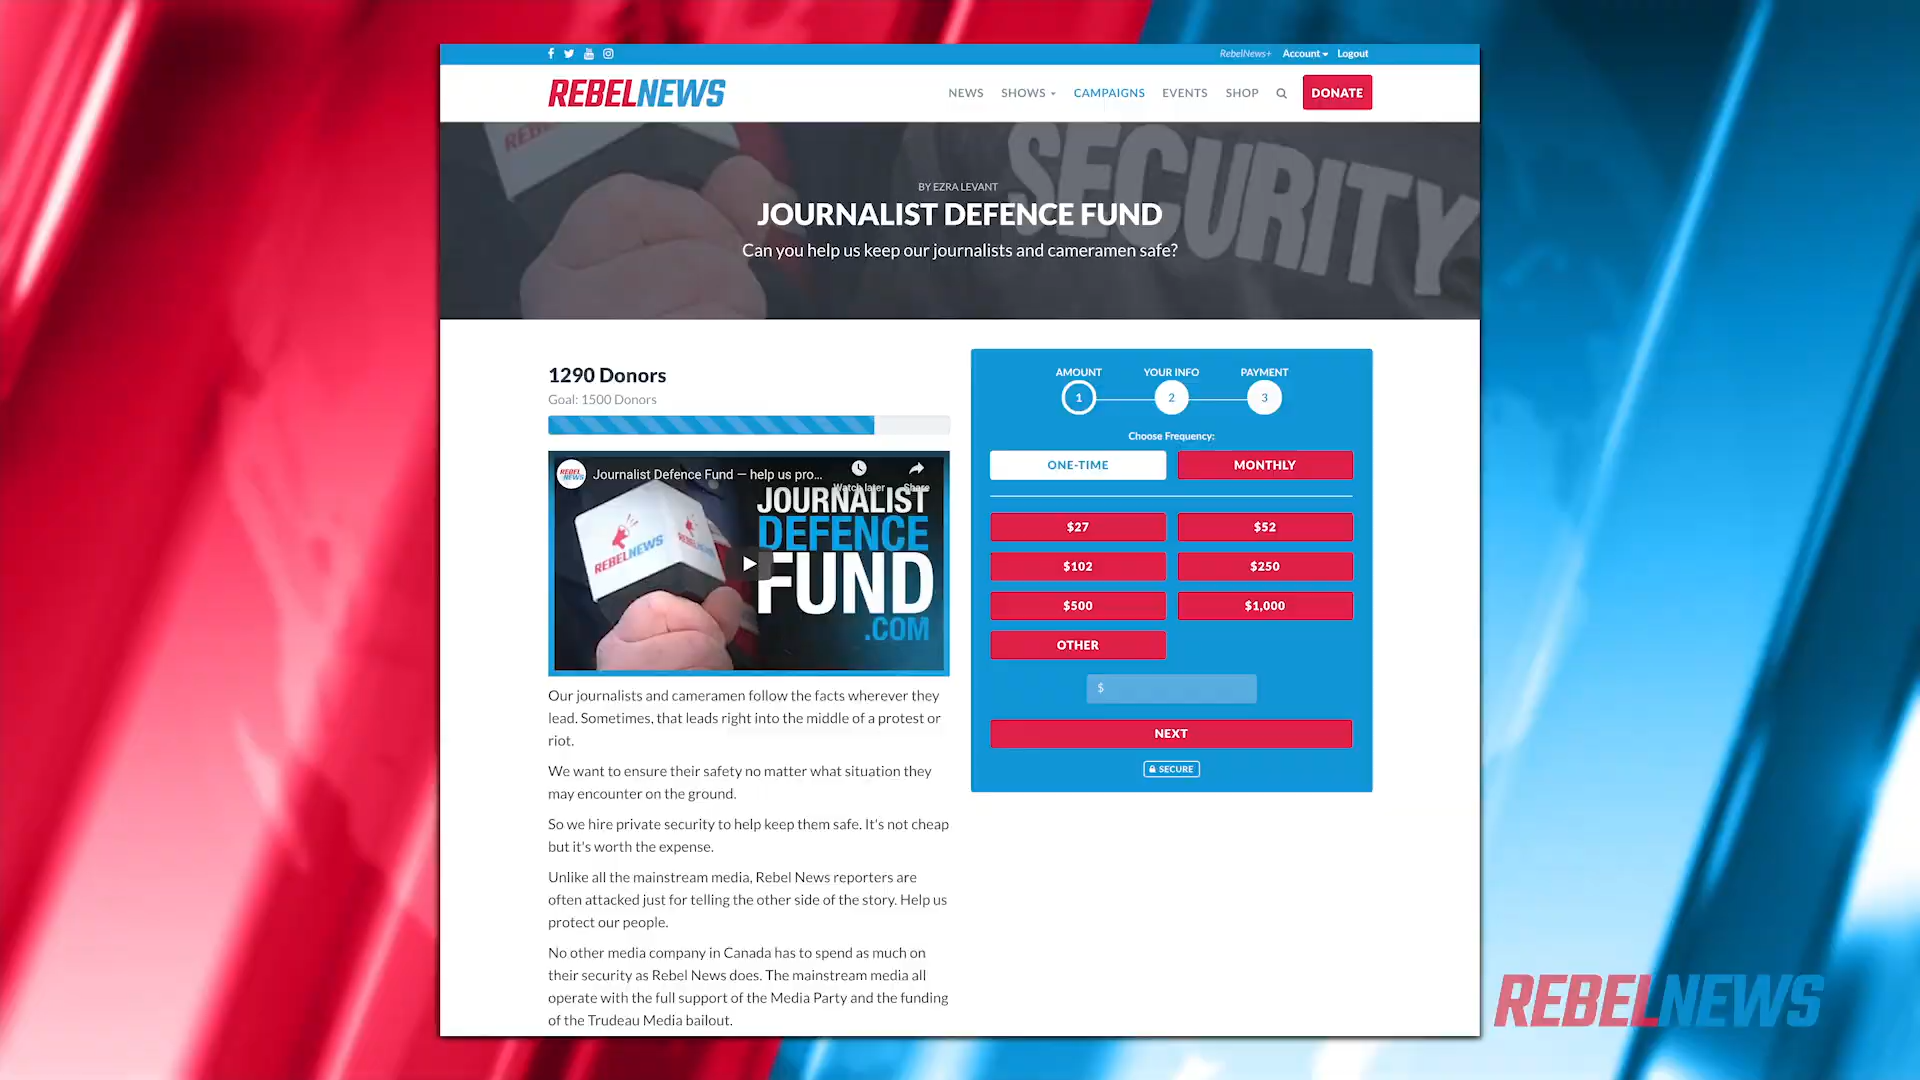 RebelNews+ Account Logout
REBELNEWS
NEWS SHOWS CAMPAIGNS EVENTS SHOP DONATE
REBEL
SECURITY
BY EZRA LEVANT
JOURNALIST DEFENCE FUND
Can you help us keep our journalists and cameramen safe?
1290 Donors
Goal: 1500 Donors
REBEL NEWS
Journalist Defence Fund — help us pro...
Watch later Share
JOURNALIST
DEFENCE
FUND
.COM
REBELNEWS
Our journalists and cameramen follow the facts wherever they
lead. Sometimes, that leads right into the middle of a protest or
riot.
We want to ensure their safety no matter what situation they
may encounter on the ground.
So we hire private security to help keep them safe. It's not cheap
but it's worth the expense.
Unlike all the mainstream media, Rebel News reporters are
often attacked just for telling the other side of the story. Help us
protect our people.
No other media company in Canada has to spend as much on
their security as Rebel News does. The mainstream media all
operate with the full support of the Media Party and the funding
of the Trudeau Media bailout.
AMOUNT YOUR INFO PAYMENT
1 2 3
Choose Frequency:
ONE-TIME MONTHLY
$27 $52
$102 $250
$500 $1,000
OTHER
$
NEXT
SECURE
REBELNEWS